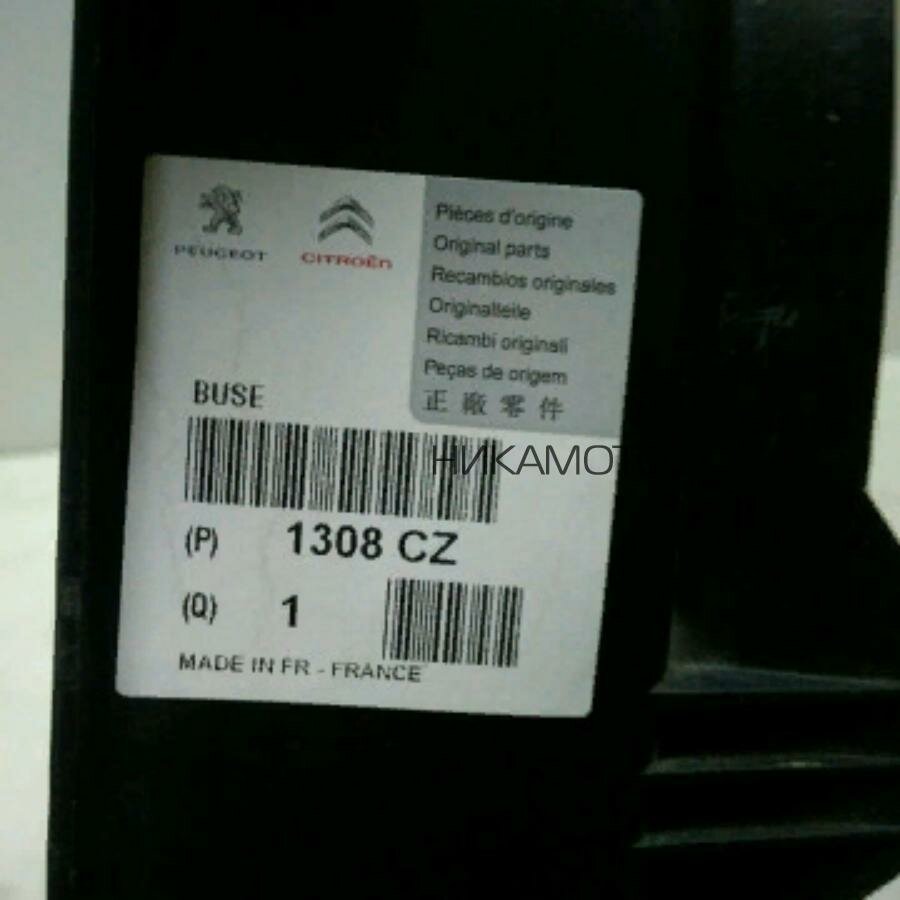 PEUGEOT
CITROËN
Pièces d'origine
Original parts
Recambios originales
Originalteile
Ricambi originali
Peças de origem
正廠零件
BUSE
НИКАМОТ
(P) 1308 CZ
(Q) 1
MADE IN FR - FRANCE